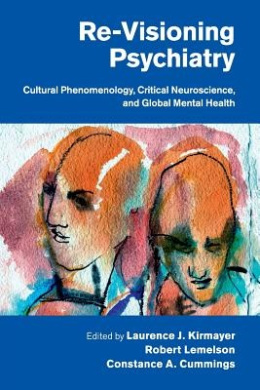 Re-Visioning
Psychiatry
Cultural Phenomenology, Critical Neuroscience,
and Global Mental Health
Edited by Laurence J. Kirmayer
Robert Lemelson
Constance A. Cummings